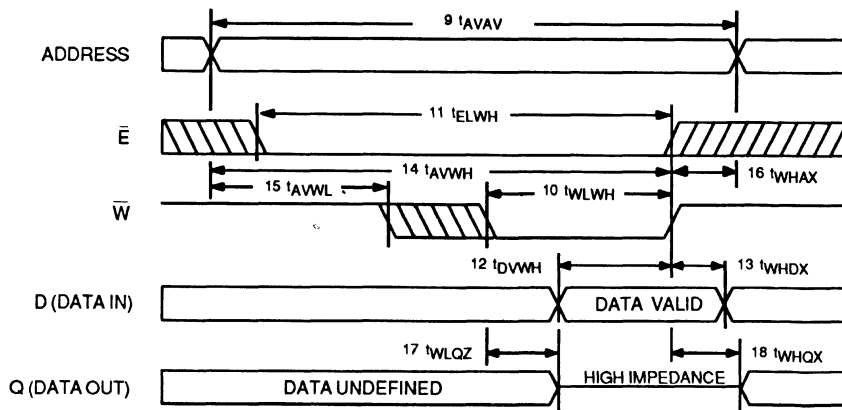 9 tAVAV
ADDRESS
11 tELWH
E̅
14 tAVWH
16 tWHAX
15 tAVWL
10 tWLWH
W̅
12 tDVWH
13 tWHDX
D (DATA IN)
DATA VALID
17 tWLQZ
18 tWHQX
Q (DATA OUT)
DATA UNDEFINED
HIGH IMPEDANCE